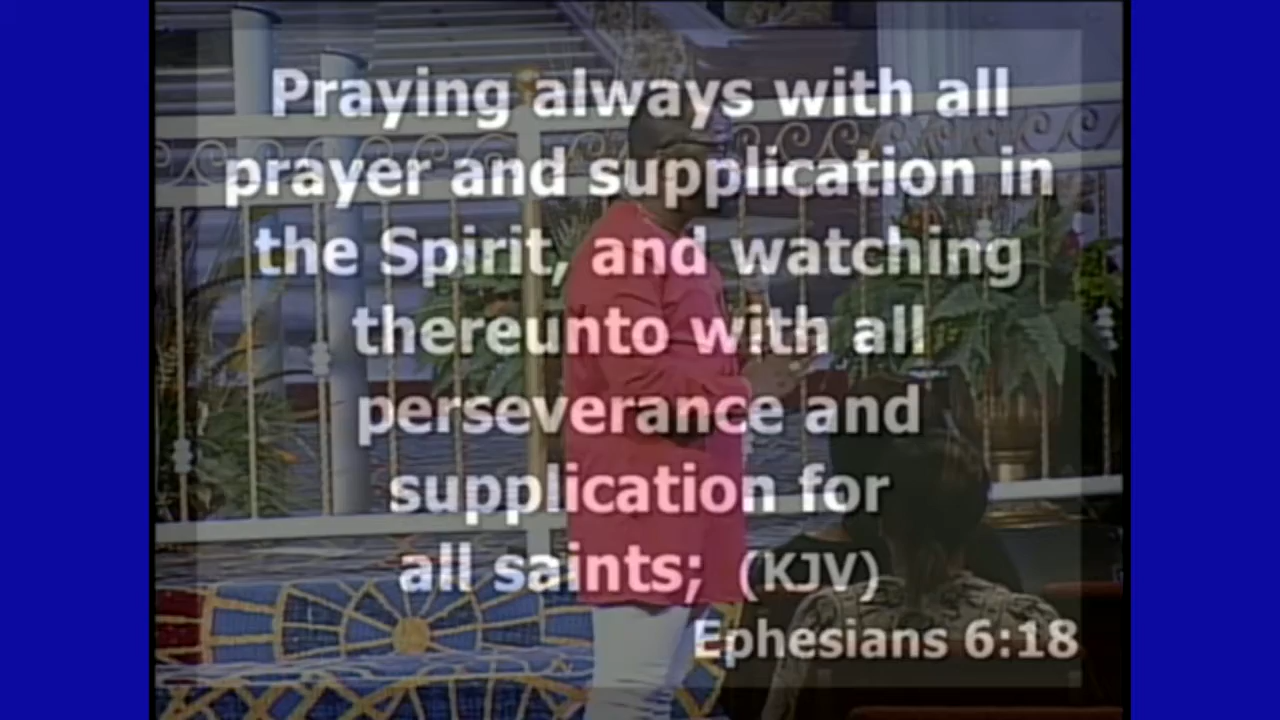 Praying always with all
prayer and supplication in
the Spirit, and watching
thereunto with all
perseverance and
supplication for
all saints; (KJV)
Ephesians 6:18